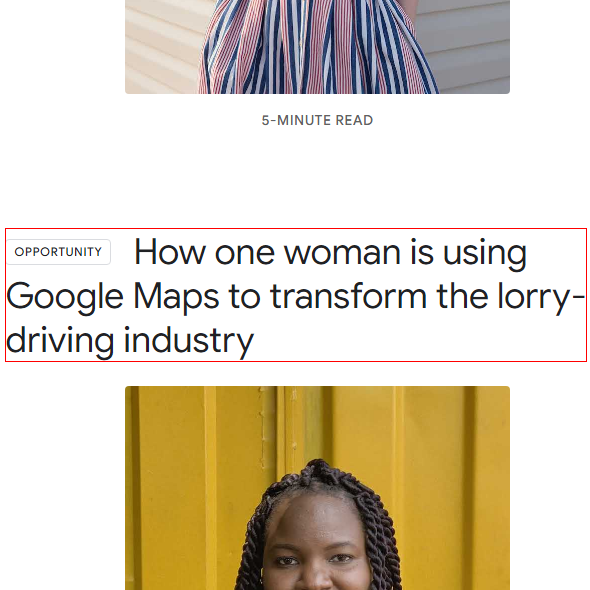 5-MINUTE READ
OPPORTUNITY How one woman is using
Google Maps to transform the lorry-
driving industry